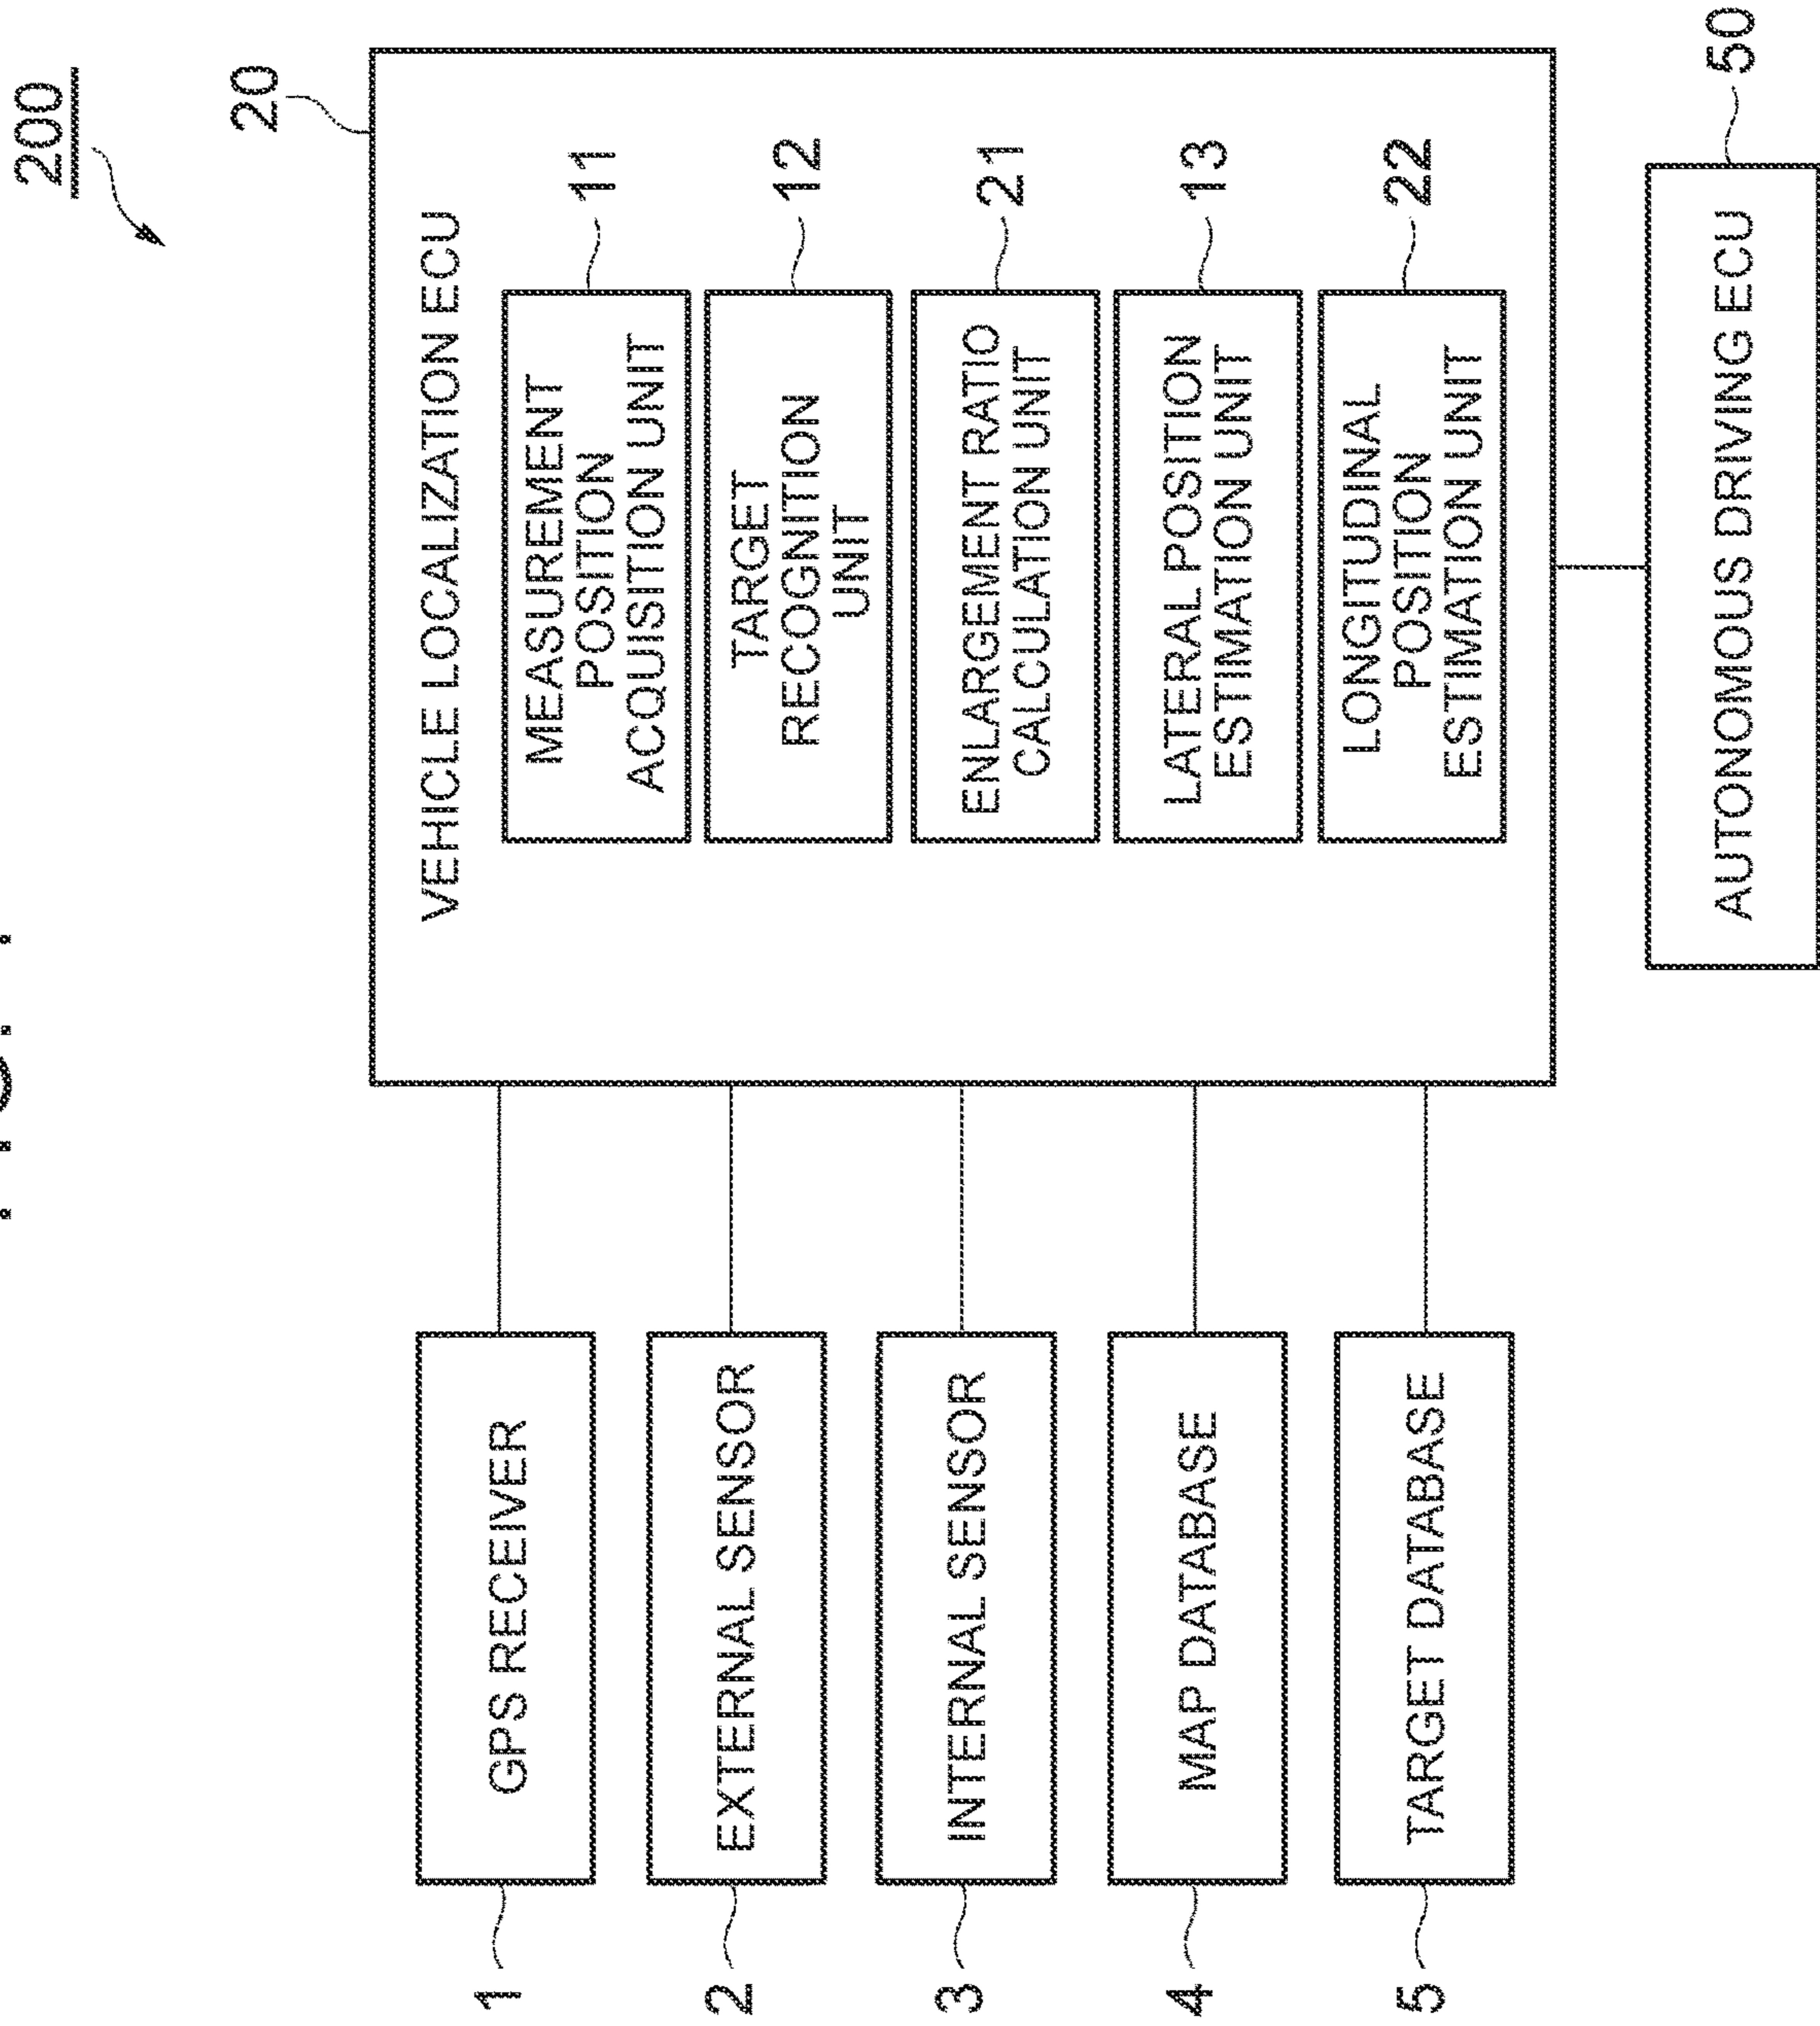 200
20
VEHICLE LOCALIZATION ECU
MEASUREMENT
POSITION
ACQUISITION UNIT
11
TARGET
RECOGNITION
UNIT
12
ENLARGEMENT RATIO
CALCULATION UNIT
21
LATERAL POSITION
ESTIMATION UNIT
13
LONGITUDINAL
POSITION
ESTIMATION UNIT
22
1
GPS RECEIVER
2
EXTERNAL SENSOR
3
INTERNAL SENSOR
4
MAP DATABASE
5
TARGET DATABASE
AUTONOMOUS DRIVING ECU
50